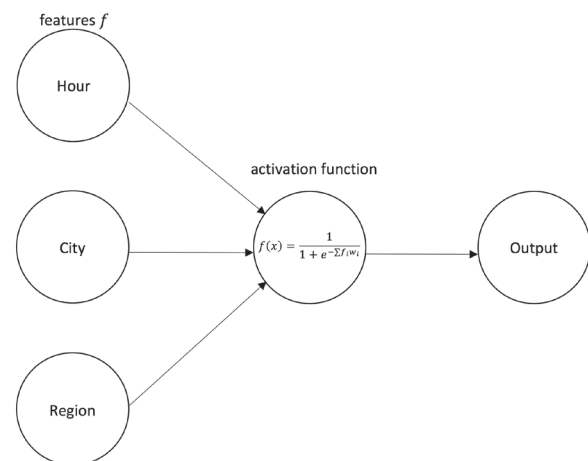 features f
Hour
activation function
City
f(x) = 1 / (1 + e^{-Σf_i w_i})
Output
Region